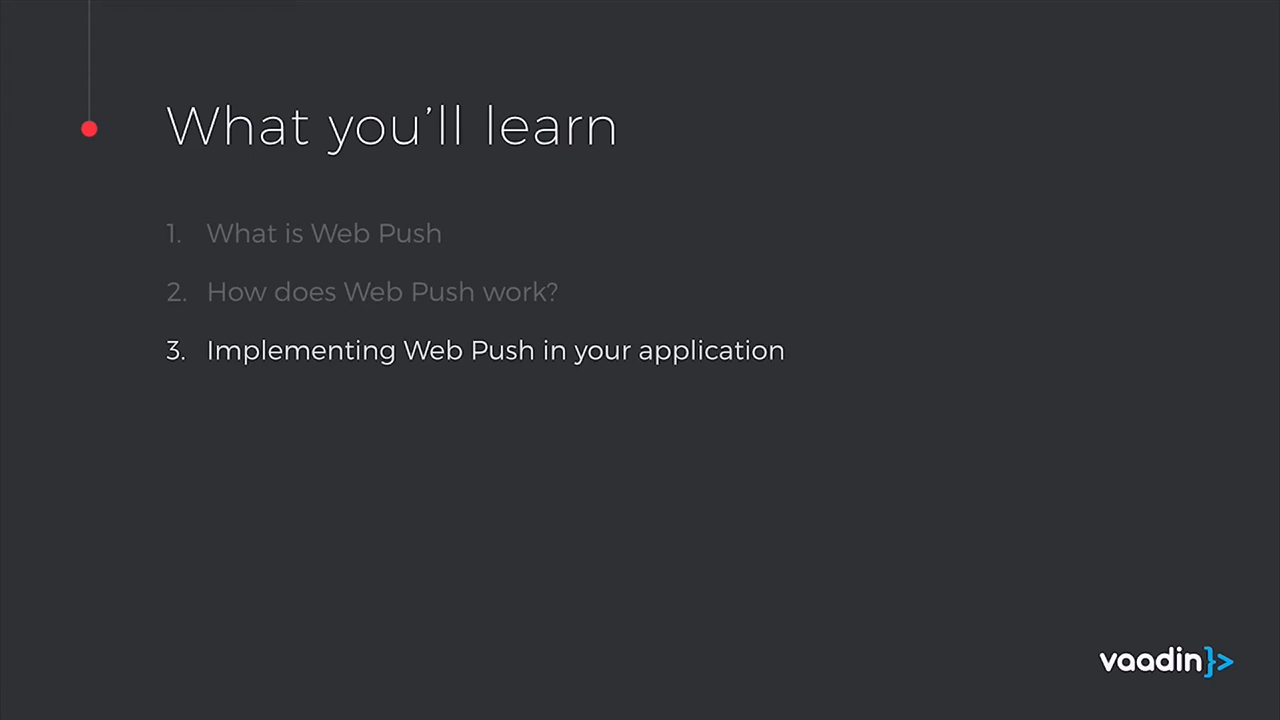 What you’ll learn
1. What is Web Push
2. How does Web Push work?
3. Implementing Web Push in your application
vaadin}>